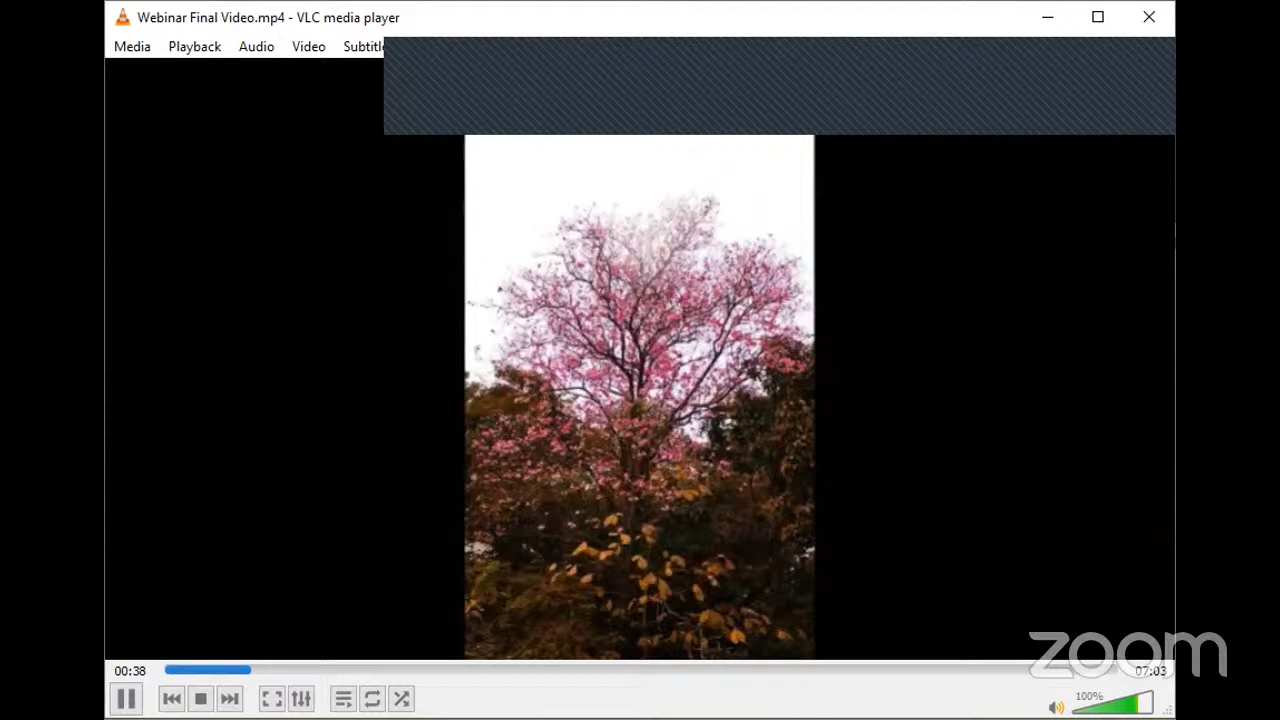 Webinar Final Video.mp4 - VLC media player
Media Playback Audio Video
00:38
07:03
100%
zoom